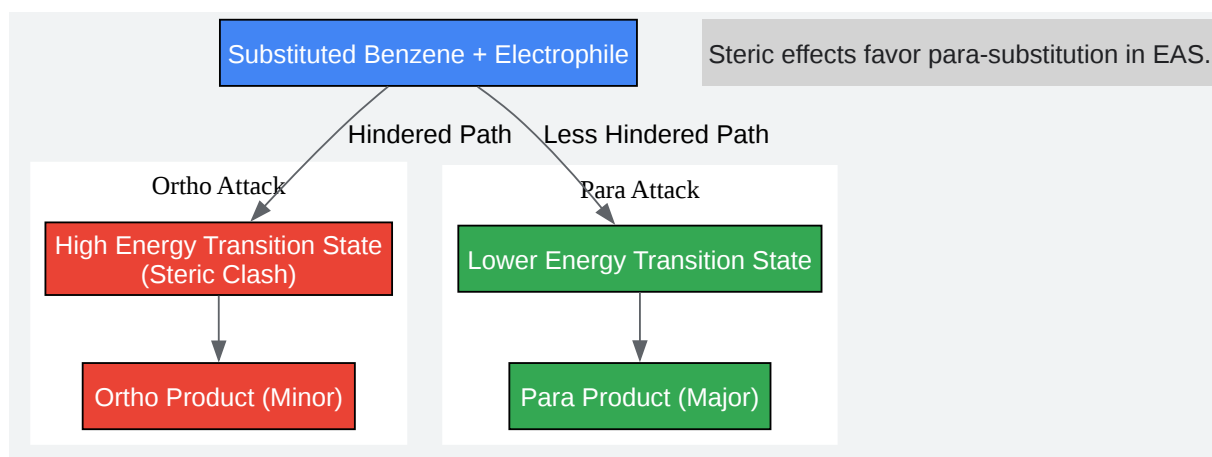 Substituted Benzene + Electrophile
Steric effects favor para-substitution in EAS.
Hindered Path
Less Hindered Path
Ortho Attack
Para Attack
High Energy Transition State
(Steric Clash)
Lower Energy Transition State
Ortho Product (Minor)
Para Product (Major)